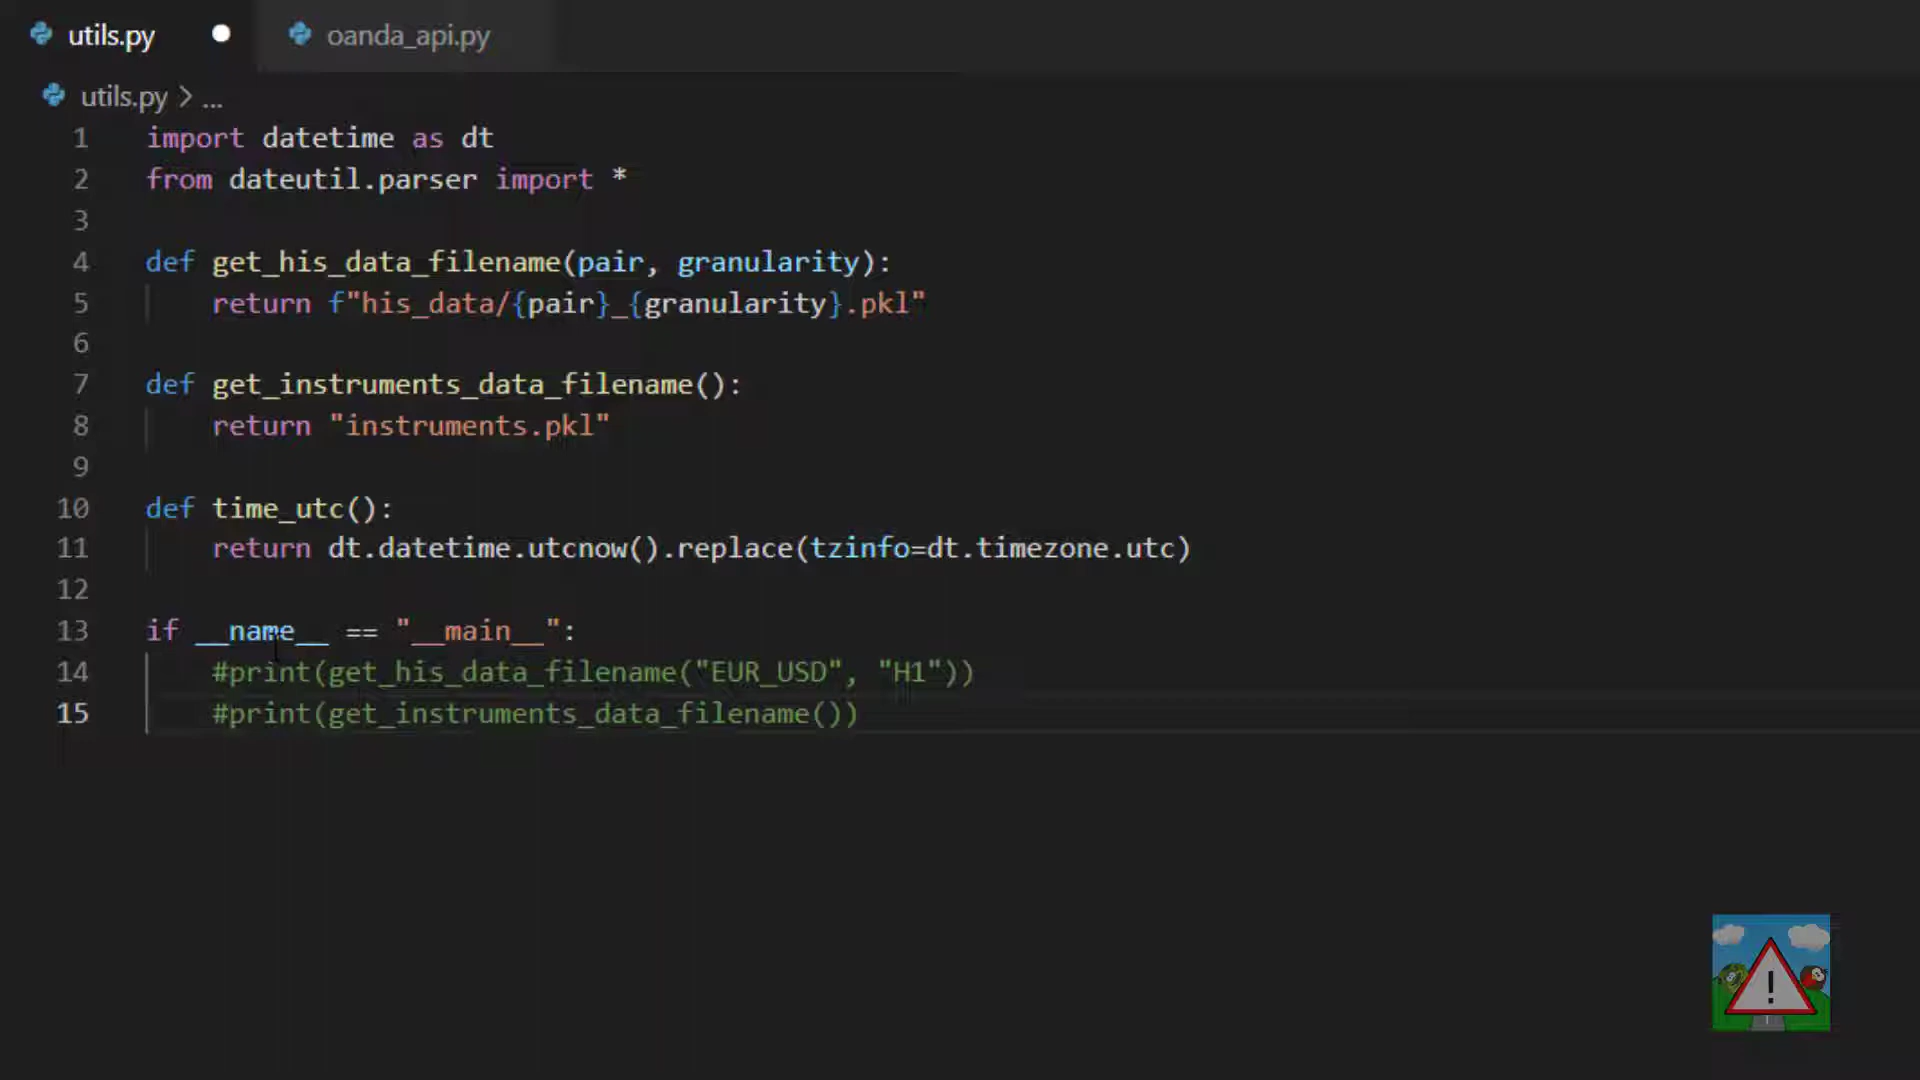 utils.py
oanda_api.py
utils.py > ...
1 import datetime as dt
2 from dateutil.parser import *
3
4 def get_his_data_filename(pair, granularity):
5     return f"his_data/{pair}_{granularity}.pkl"
6
7 def get_instruments_data_filename():
8     return "instruments.pkl"
9
10 def time_utc():
11     return dt.datetime.utcnow().replace(tzinfo=dt.timezone.utc)
12
13 if __name__ == "__main__":
14     #print(get_his_data_filename("EUR_USD", "H1"))
15     #print(get_instruments_data_filename())
!